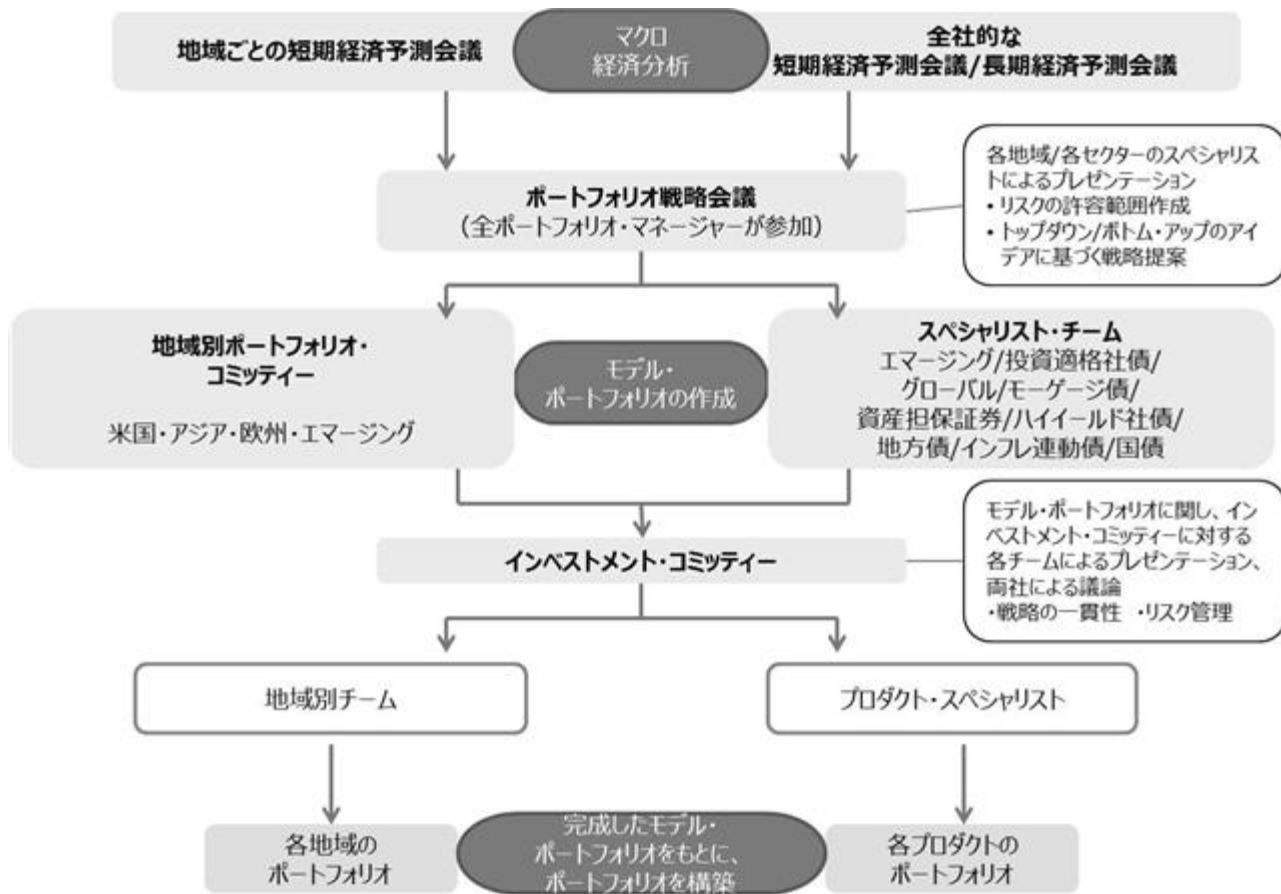 地域ごとの短期経済予測会議
マクロ
経済分析
全社的な
短期経済予測会議/長期経済予測会議
各地域/各セクターのスペシャリス
トによるプレゼンテーション
• リスクの許容範囲作成
• トップダウン/ボトム・アップのアイ
デアに基づく戦略提案
ポートフォリオ戦略会議
（全ポートフォリオ・マネージャーが参加）
地域別ポートフォリオ・
コミッティー
米国・アジア・欧州・エマージング
モデル・
ポートフォリオの作成
スペシャリスト・チーム
エマージング/投資適格社債/
グローバル/モーゲージ債/
資産担保証券/ハイイールド社債/
地方債/インフレ連動債/国債
インベストメント・コミッティー
モデル・ポートフォリオに関し、イン
ベストメント・コミッティーに対する
各チームによるプレゼンテーション、
両社による議論
・戦略の一貫性 ・リスク管理
地域別チーム
プロダクト・スペシャリスト
各地域の
ポートフォリオ
完成したモデル・
ポートフォリオをもとに、
ポートフォリオを構築
各プロダクトの
ポートフォリオ